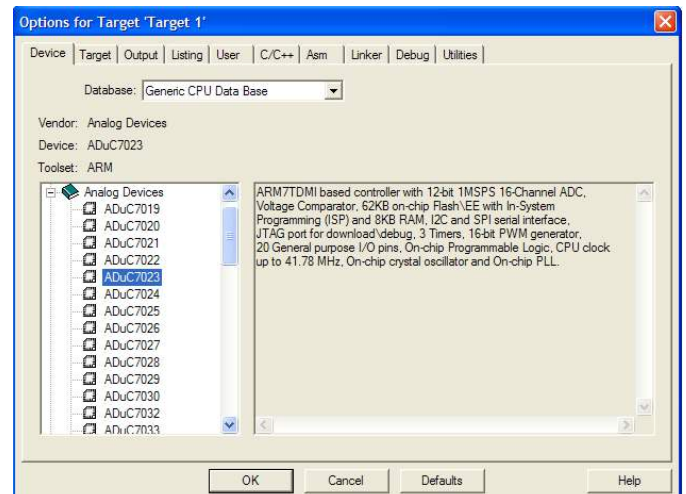 Options for Target 'Target 1'
Device Target Output Listing User C/C++ Asm Linker Debug Utilities
Database: Generic CPU Data Base
Vendor: Analog Devices
Device: ADuC7023
Toolset: ARM
Analog Devices
ADuC7019
ADuC7020
ADuC7021
ADuC7022
ADuC7023
ADuC7024
ADuC7025
ADuC7026
ADuC7027
ADuC7028
ADuC7029
ADuC7030
ADuC7032
ADuC7033
ARM7TDMI based controller with 12-bit 1MSPS 16-Channel ADC,
Voltage Comparator, 62KB on-chip Flash\EE with In-System
Programming (ISP) and 8KB RAM, I2C and SPI serial interface,
JTAG port for download\debug, 3 Timers, 16-bit PWM generator,
20 General purpose I/O pins, On-chip Programmable Logic, CPU clock
up to 41.78 MHz, On-chip crystal oscillator and On-chip PLL.
OK Cancel Defaults Help